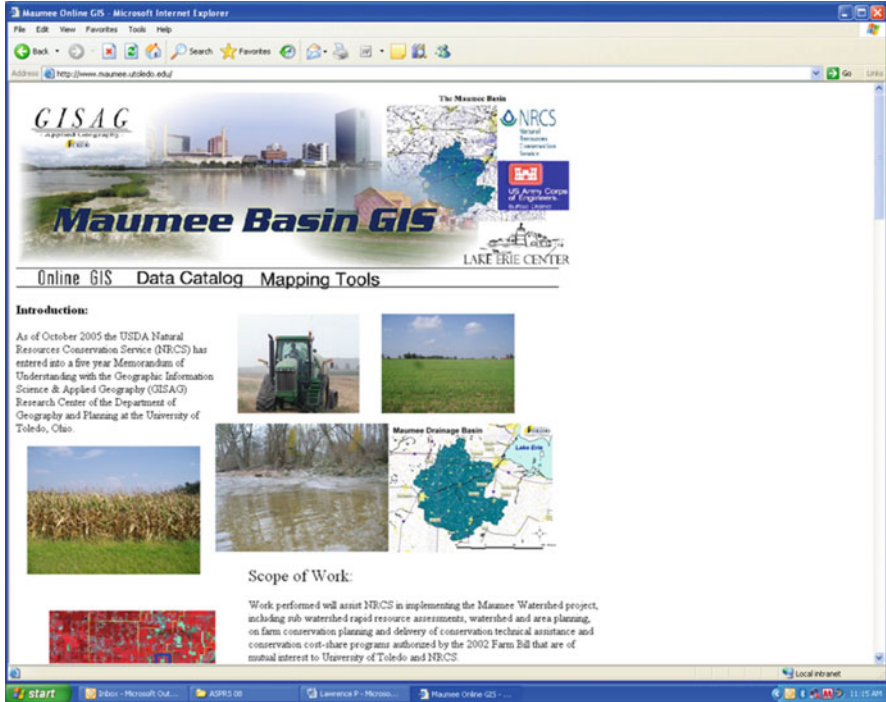 Maumee Online GIS - Microsoft Internet Explorer
File Edit View Favorites Tools Help
Back Search Favorites
Address http://www.maumee.utoledo.edu/ Go Links
The Maumee Basin
GISAG
Applied Geography
NRCS
Natural
Resources
Conservation
Service
US Army Corps
of Engineers
Buffalo District
Maumee Basin GIS
LAKE ERIE CENTER
Online GIS Data Catalog Mapping Tools
Introduction:
As of October 2005 the USDA Natural
Resources Conservation Service (NRCS) has
entered into a five year Memorandum of
Understanding with the Geographic Information
Science & Applied Geography (GISAG)
Research Center of the Department of
Geography and Planning at the University of
Toledo, Ohio.
Maumee Drainage Basin
Lake Erie
Scope of Work:
Work performed will assist NRCS in implementing the Maumee Watershed project,
including sub watershed rapid resource assessments, watershed and area planning,
on farm conservation planning and delivery of conservation technical assistance and
conservation cost-share programs authorized by the 2002 Farm Bill that are of
mutual interest to University of Toledo and NRCS.
Local intranet
start Inbox - Microsoft Out... ASPRS 08 Lawrence P - Microso... Maumee Online GIS - ... 11:15 AM